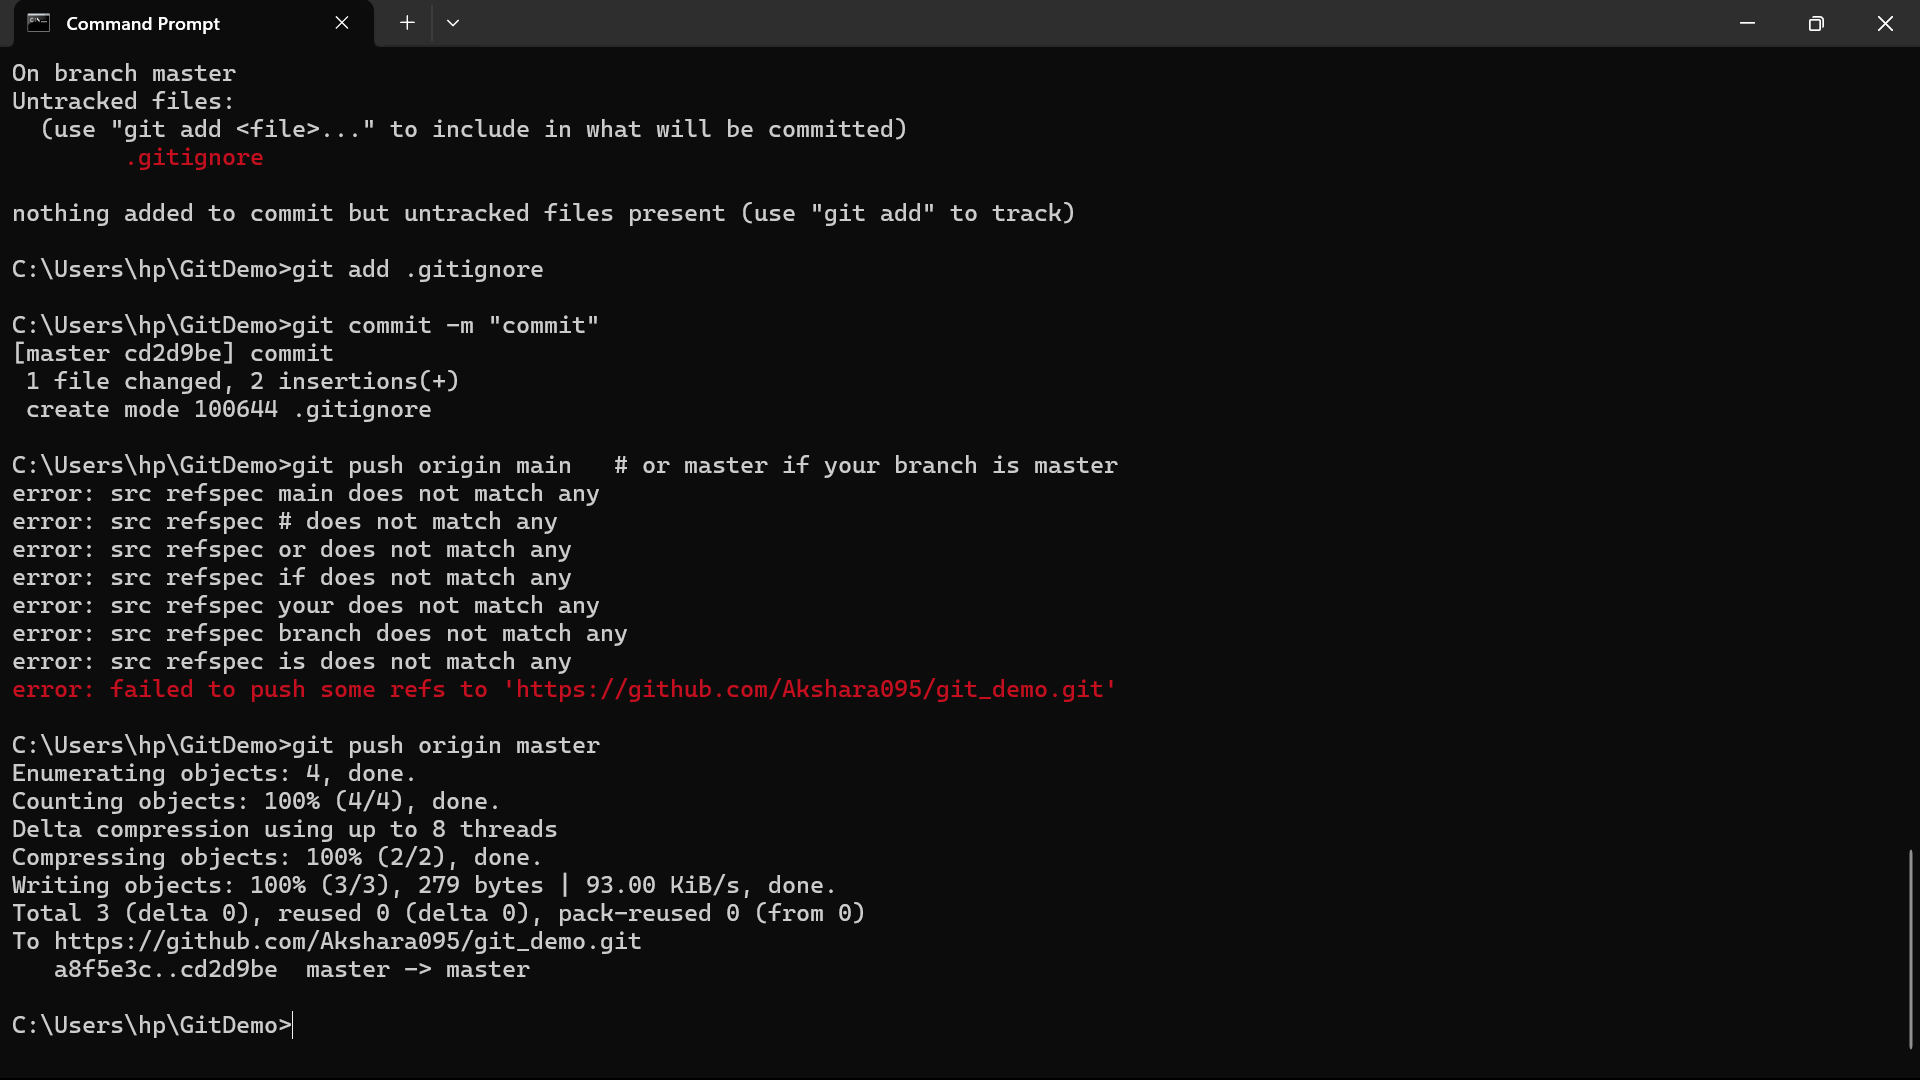 Command Prompt
On branch master
Untracked files:
  (use "git add <file>..." to include in what will be committed)
        .gitignore
nothing added to commit but untracked files present (use "git add" to track)
C:\Users\hp\GitDemo>git add .gitignore
C:\Users\hp\GitDemo>git commit -m "commit"
[master cd2d9be] commit
 1 file changed, 2 insertions(+)
 create mode 100644 .gitignore
C:\Users\hp\GitDemo>git push origin main   # or master if your branch is master
error: src refspec main does not match any
error: src refspec # does not match any
error: src refspec or does not match any
error: src refspec if does not match any
error: src refspec your does not match any
error: src refspec branch does not match any
error: src refspec is does not match any
error: failed to push some refs to 'https://github.com/Akshara095/git_demo.git'
C:\Users\hp\GitDemo>git push origin master
Enumerating objects: 4, done.
Counting objects: 100% (4/4), done.
Delta compression using up to 8 threads
Compressing objects: 100% (2/2), done.
Writing objects: 100% (3/3), 279 bytes | 93.00 KiB/s, done.
Total 3 (delta 0), reused 0 (delta 0), pack-reused 0 (from 0)
To https://github.com/Akshara095/git_demo.git
   a8f5e3c..cd2d9be  master -> master
C:\Users\hp\GitDemo>